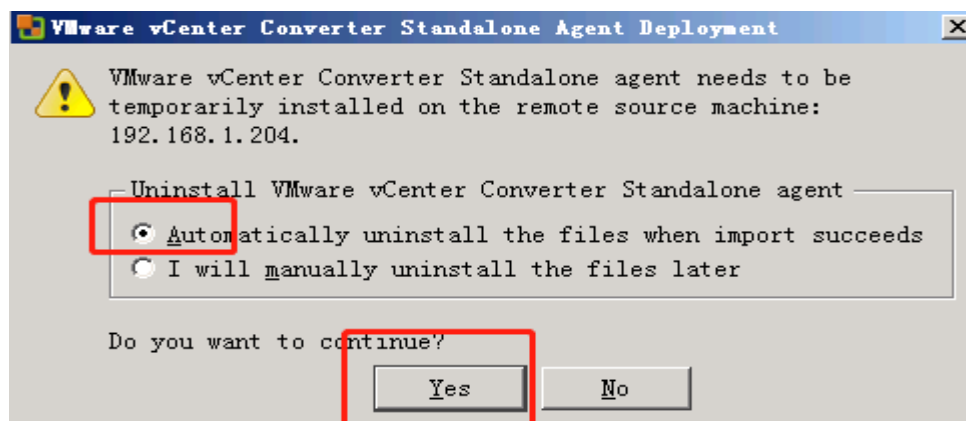 VMware vCenter Converter Standalone Agent Deployment
VMware vCenter Converter Standalone agent needs to be
temporarily installed on the remote source machine:
192.168.1.204.
Uninstall VMware vCenter Converter Standalone agent
Automatically uninstall the files when import succeeds
I will manually uninstall the files later
Do you want to continue?
Yes No